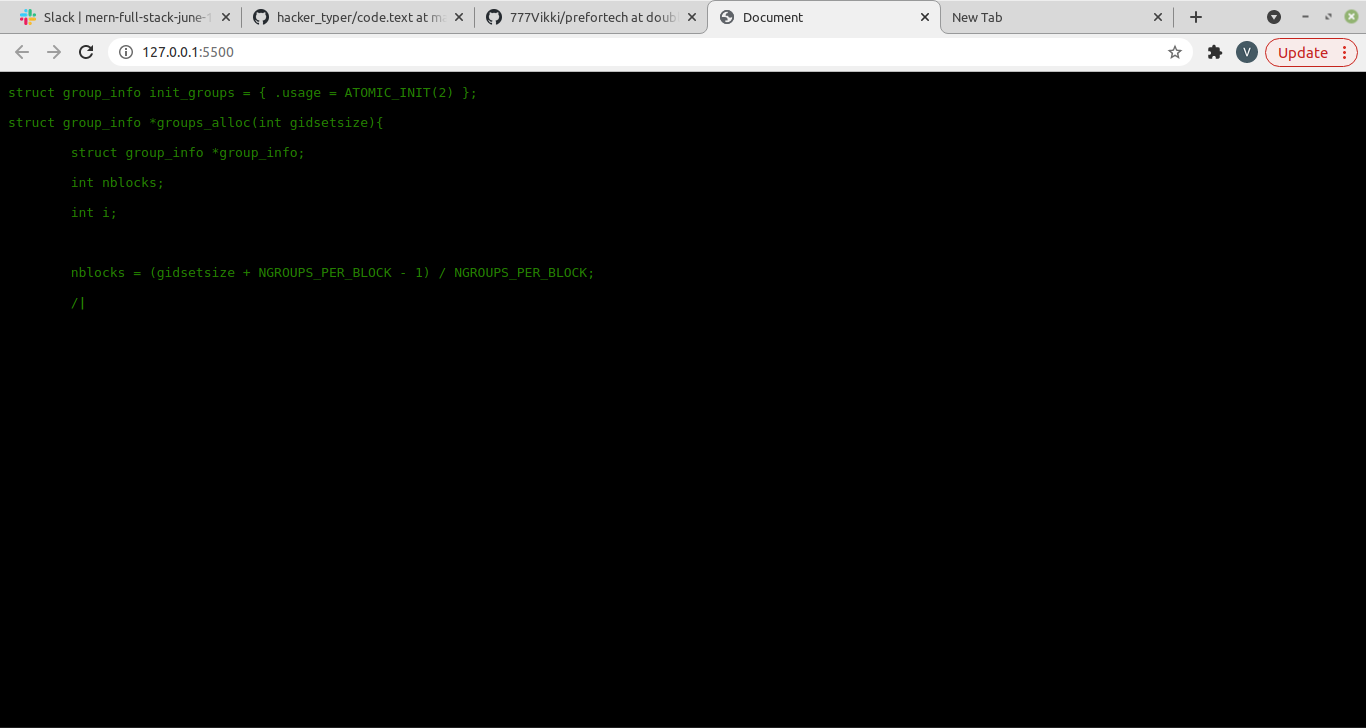 Slack | mern-full-stack-june-1
hacker_typer/code.text at ma
777Vikki/prefortech at doubl
Document
New Tab
127.0.0.1:5500
V
Update
struct group_info init_groups = { .usage = ATOMIC_INIT(2) };
struct group_info *groups_alloc(int gidsetsize){
struct group_info *group_info;
int nblocks;
int i;
nblocks = (gidsetsize + NGROUPS_PER_BLOCK - 1) / NGROUPS_PER_BLOCK;
/|